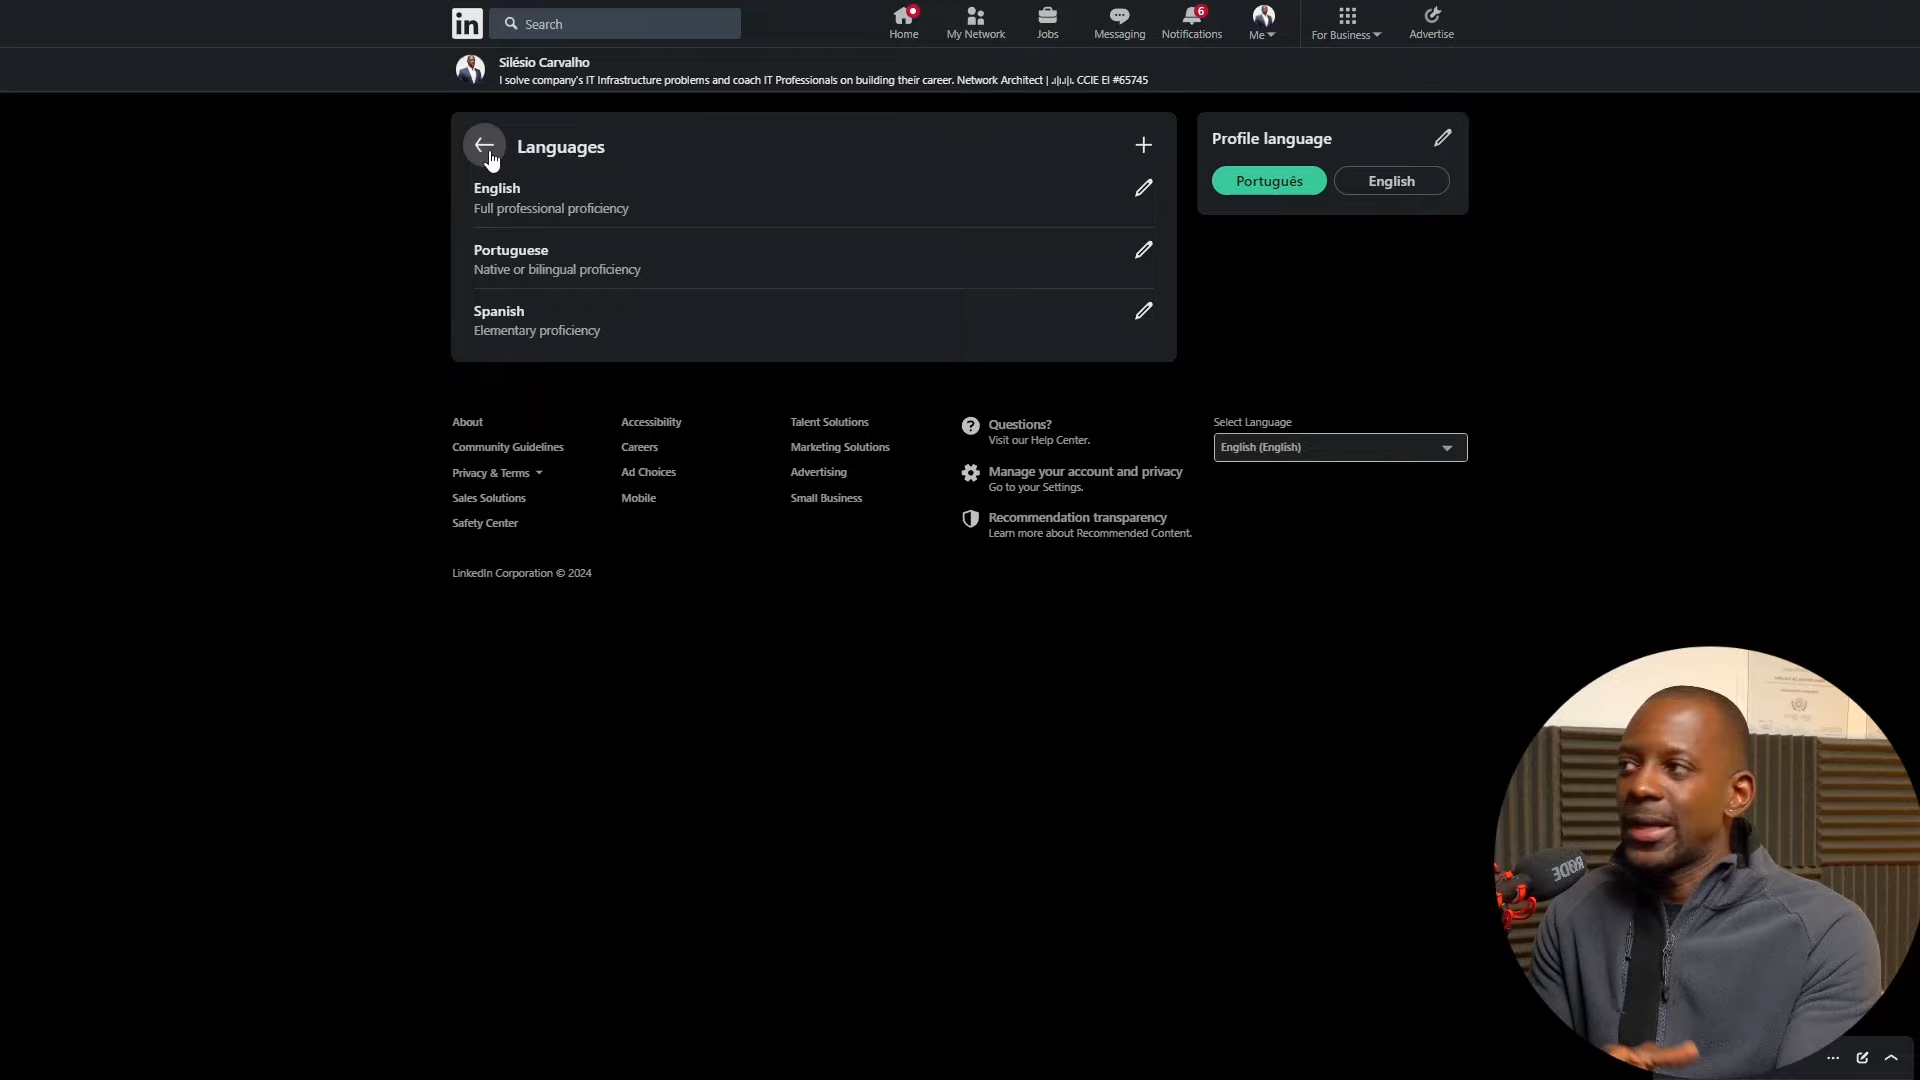 in
Search
Home
My Network
Jobs
Messaging
6
Notifications
Me
For Business
Advertise
Silésio Carvalho
I solve company's IT Infrastructure problems and coach IT Professionals on building their career. Network Architect | .ı|ı.ı|ı. CCIE EI #65745
Languages
English
Full professional proficiency
Portuguese
Native or bilingual proficiency
Spanish
Elementary proficiency
Profile language
Português
English
About
Community Guidelines
Privacy & Terms
Sales Solutions
Safety Center
Accessibility
Careers
Ad Choices
Mobile
Talent Solutions
Marketing Solutions
Advertising
Small Business
Questions?
Visit our Help Center.
Manage your account and privacy
Go to your Settings.
Recommendation transparency
Learn more about Recommended Content.
Select Language
English (English)
LinkedIn Corporation © 2024
RODE